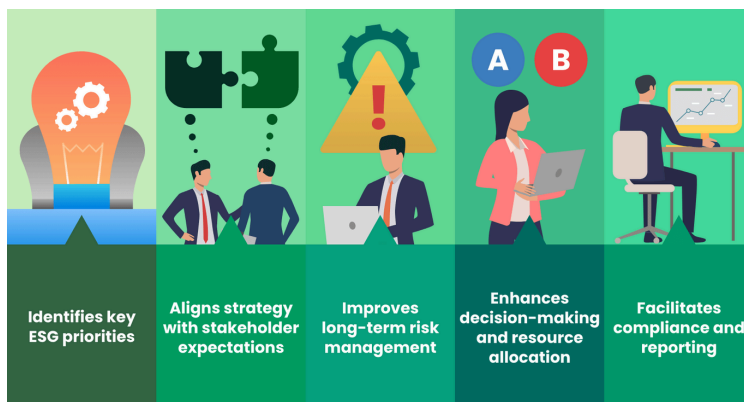 A
B
Identifies key
ESG priorities
Aligns strategy
with stakeholder
expectations
Improves
long-term risk
management
Enhances
decision-making
and resource
allocation
Facilitates
compliance and
reporting